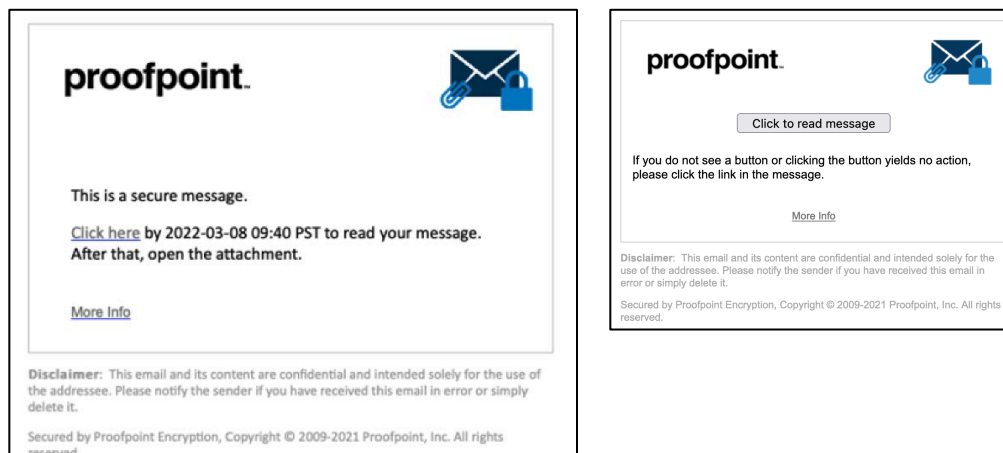 proofpoint™
This is a secure message.
Click here by 2022-03-08 09:40 PST to read your message.
After that, open the attachment.
More Info
Disclaimer: This email and its content are confidential and intended solely for the use of
the addressee. Please notify the sender if you have received this email in error or simply
delete it.
Secured by Proofpoint Encryption, Copyright © 2009-2021 Proofpoint, Inc. All rights
reserved.
proofpoint™
Click to read message
If you do not see a button or clicking the button yields no action,
please click the link in the message.
More Info
Disclaimer: This email and its content are confidential and intended solely for the
use of the addressee. Please notify the sender if you have received this email in
error or simply delete it.
Secured by Proofpoint Encryption, Copyright © 2009-2021 Proofpoint, Inc. All rights
reserved.